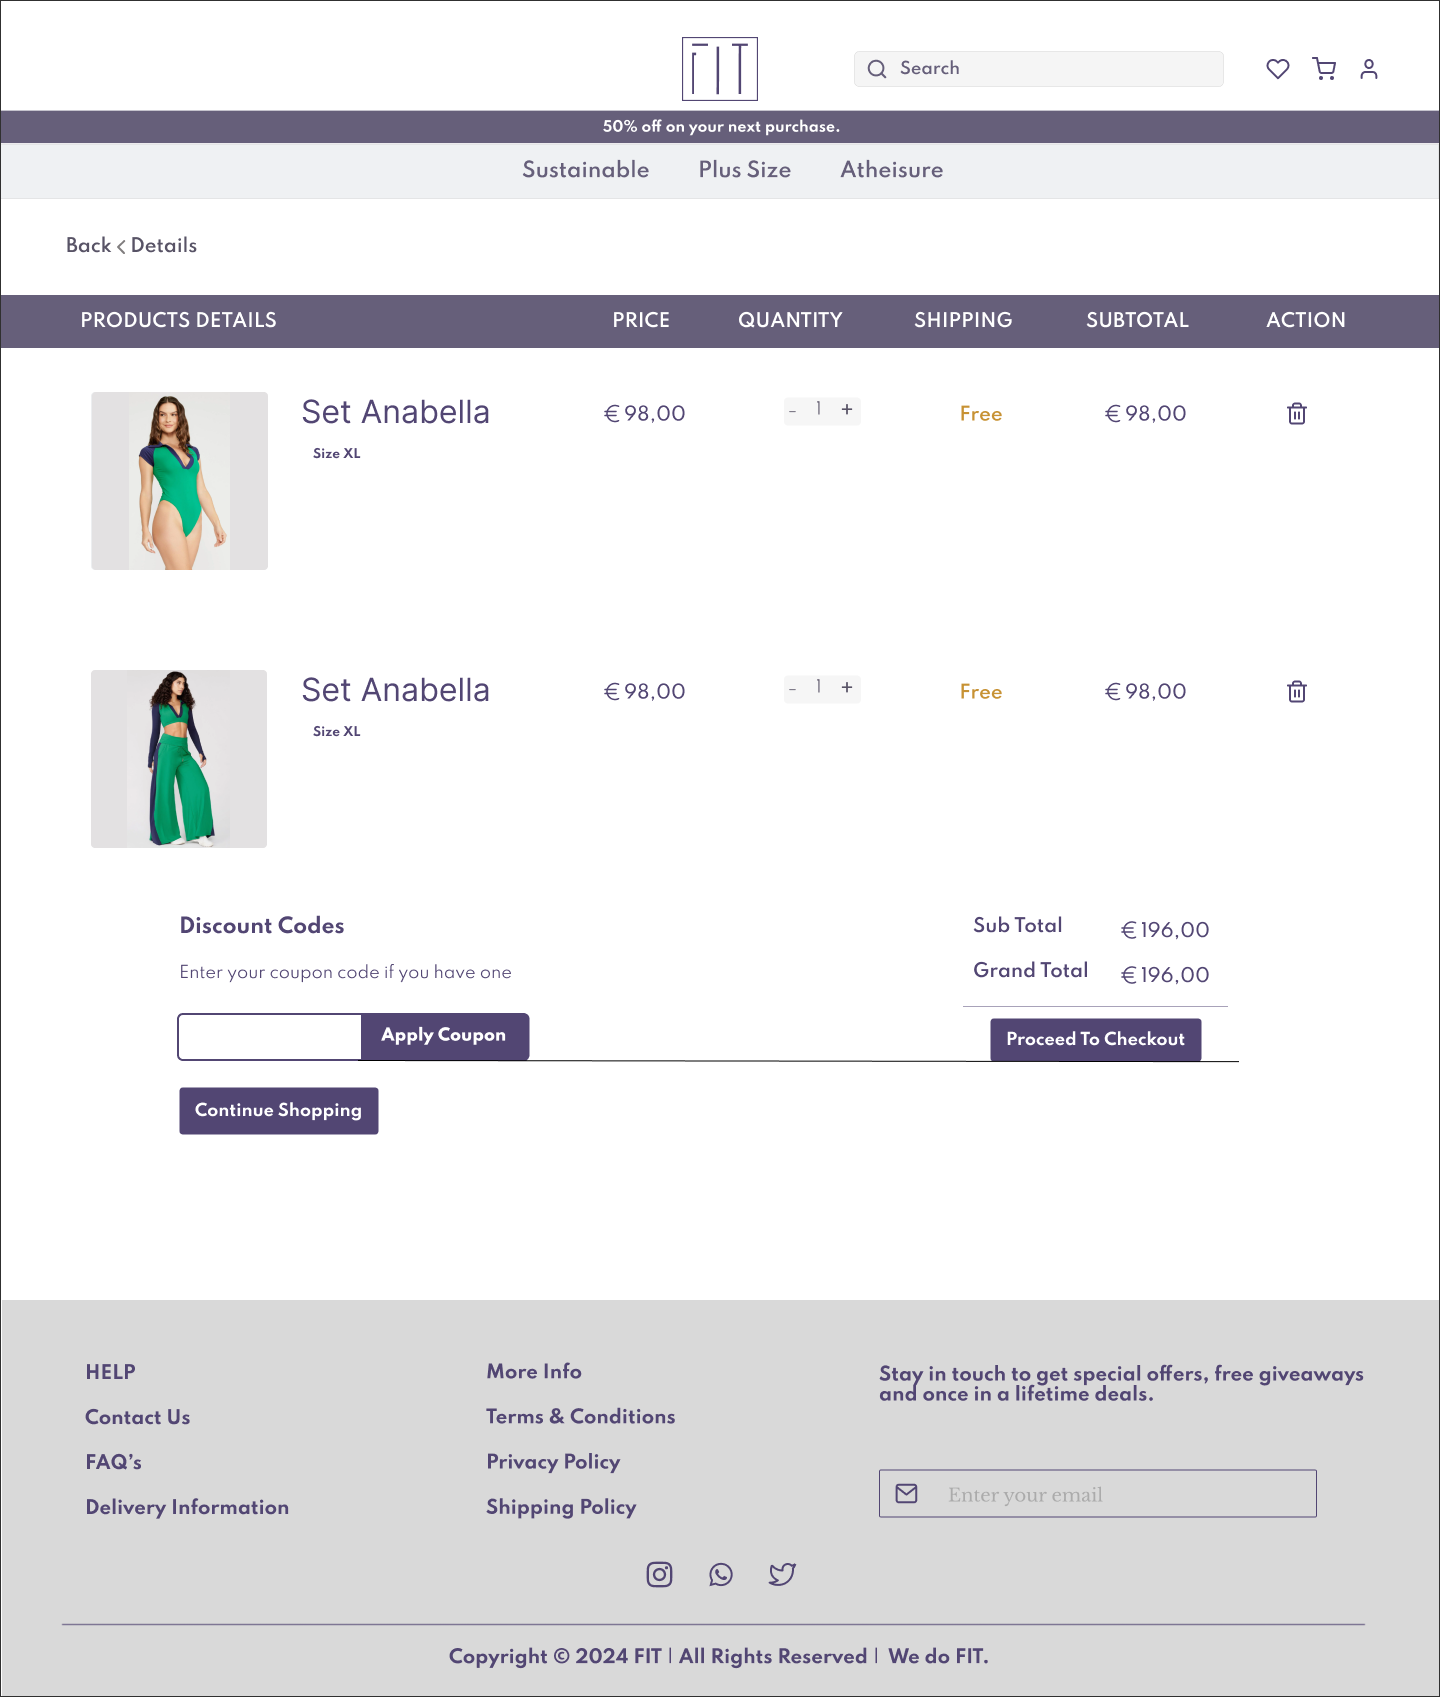 FIT
Search
50% off on your next purchase.
Sustainable Plus Size Atheisure
Back < Details
PRODUCTS DETAILS PRICE QUANTITY SHIPPING SUBTOTAL ACTION
Set Anabella €98,00 - 1 + Free €98,00
Size XL
Set Anabella €98,00 - 1 + Free €98,00
Size XL
Discount Codes
Sub Total €196,00
Enter your coupon code if you have one
Grand Total €196,00
Apply Coupon
Proceed To Checkout
Continue Shopping
HELP
Contact Us
FAQ’s
Delivery Information
More Info
Terms & Conditions
Privacy Policy
Shipping Policy
Stay in touch to get special offers, free giveaways
and once in a lifetime deals.
Enter your email
Copyright © 2024 FIT | All Rights Reserved | We do FIT.